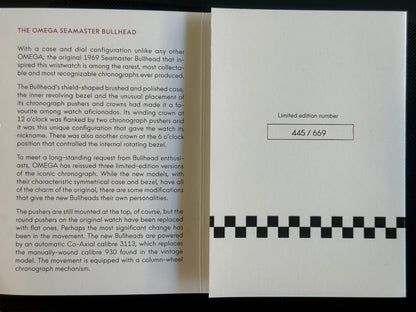 THE OMEGA SEAMASTER BULLHEAD
With a case and dial configuration unlike any other
OMEGA; the original 1969 Seamaster Bullhead that in-
spired this wristwatch is among the rarest, most collecta-
ble and most recognizable chronographs ever produced.
The Bullhead's shield-shaped brushed and polished case,
the inner revolving bezel and the unusual placement of
its chronograph pushers and crowns had made it a fa-
vourite among watch aficionados. Its winding crown at
12 o'clock was flanked by two chronograph pushers and
it was this unique configuration that gave the watch its
nickname. There was also another crown at the 6 o'clock
position that controlled the internal rotating bezel.
To meet a long-standing request from Bullhead enthusi-
asts, OMEGA has reissued three limited-edition versions
of the iconic chronograph. While the new models, with
their characteristic symmetrical case and bezel, have all
of the charm of the original, there are some modifications
that give the new Bullheads their own personalities.
The pushers are still mounted at the top, of course, but the
round pushers on the original watch have been replaced
with flat ones. Perhaps the most significant change has
been in the movement. The new Bullheads are powered
by an automatic Co-Axial calibre 3113, which replaces
the manually-wound calibre 930 found in the vintage
model. The movement is equipped with a column-wheel
chronograph mechanism.
Limited edition number
445 / 669